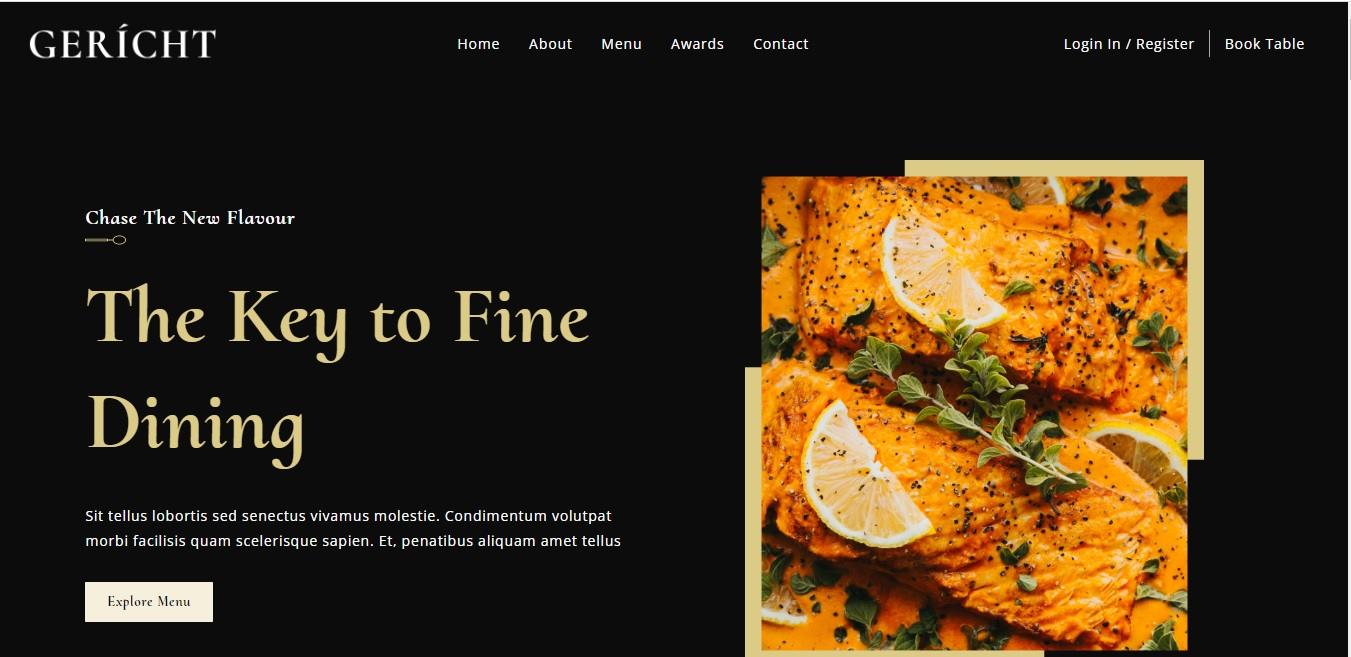 GERÍCHT
Home About Menu Awards Contact
Login In / Register Book Table
Chase The New Flavour
The Key to Fine
Dining
Sit tellus lobortis sed senectus vivamus molestie. Condimentum volutpat
morbi facilisis quam scelerisque sapien. Et, penatibus aliquam amet tellus
Explore Menu